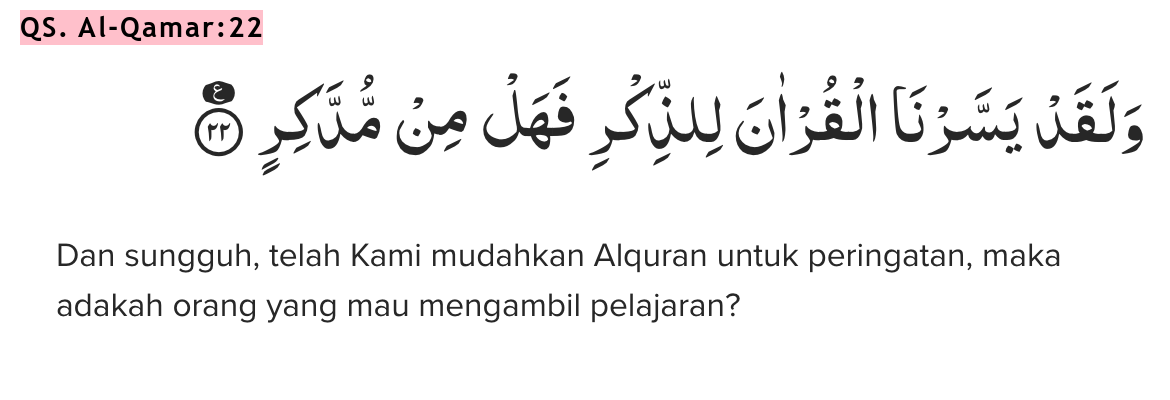 QS. Al-Qamar:22
وَلَقَدْ يَسَّرْنَا الْقُرْاٰنَ لِلذِّكْرِ فَهَلْ مِنْ مُّدَّكِرٍ ࣖ ٢٢
Dan sungguh, telah Kami mudahkan Alquran untuk peringatan, maka
adakah orang yang mau mengambil pelajaran?